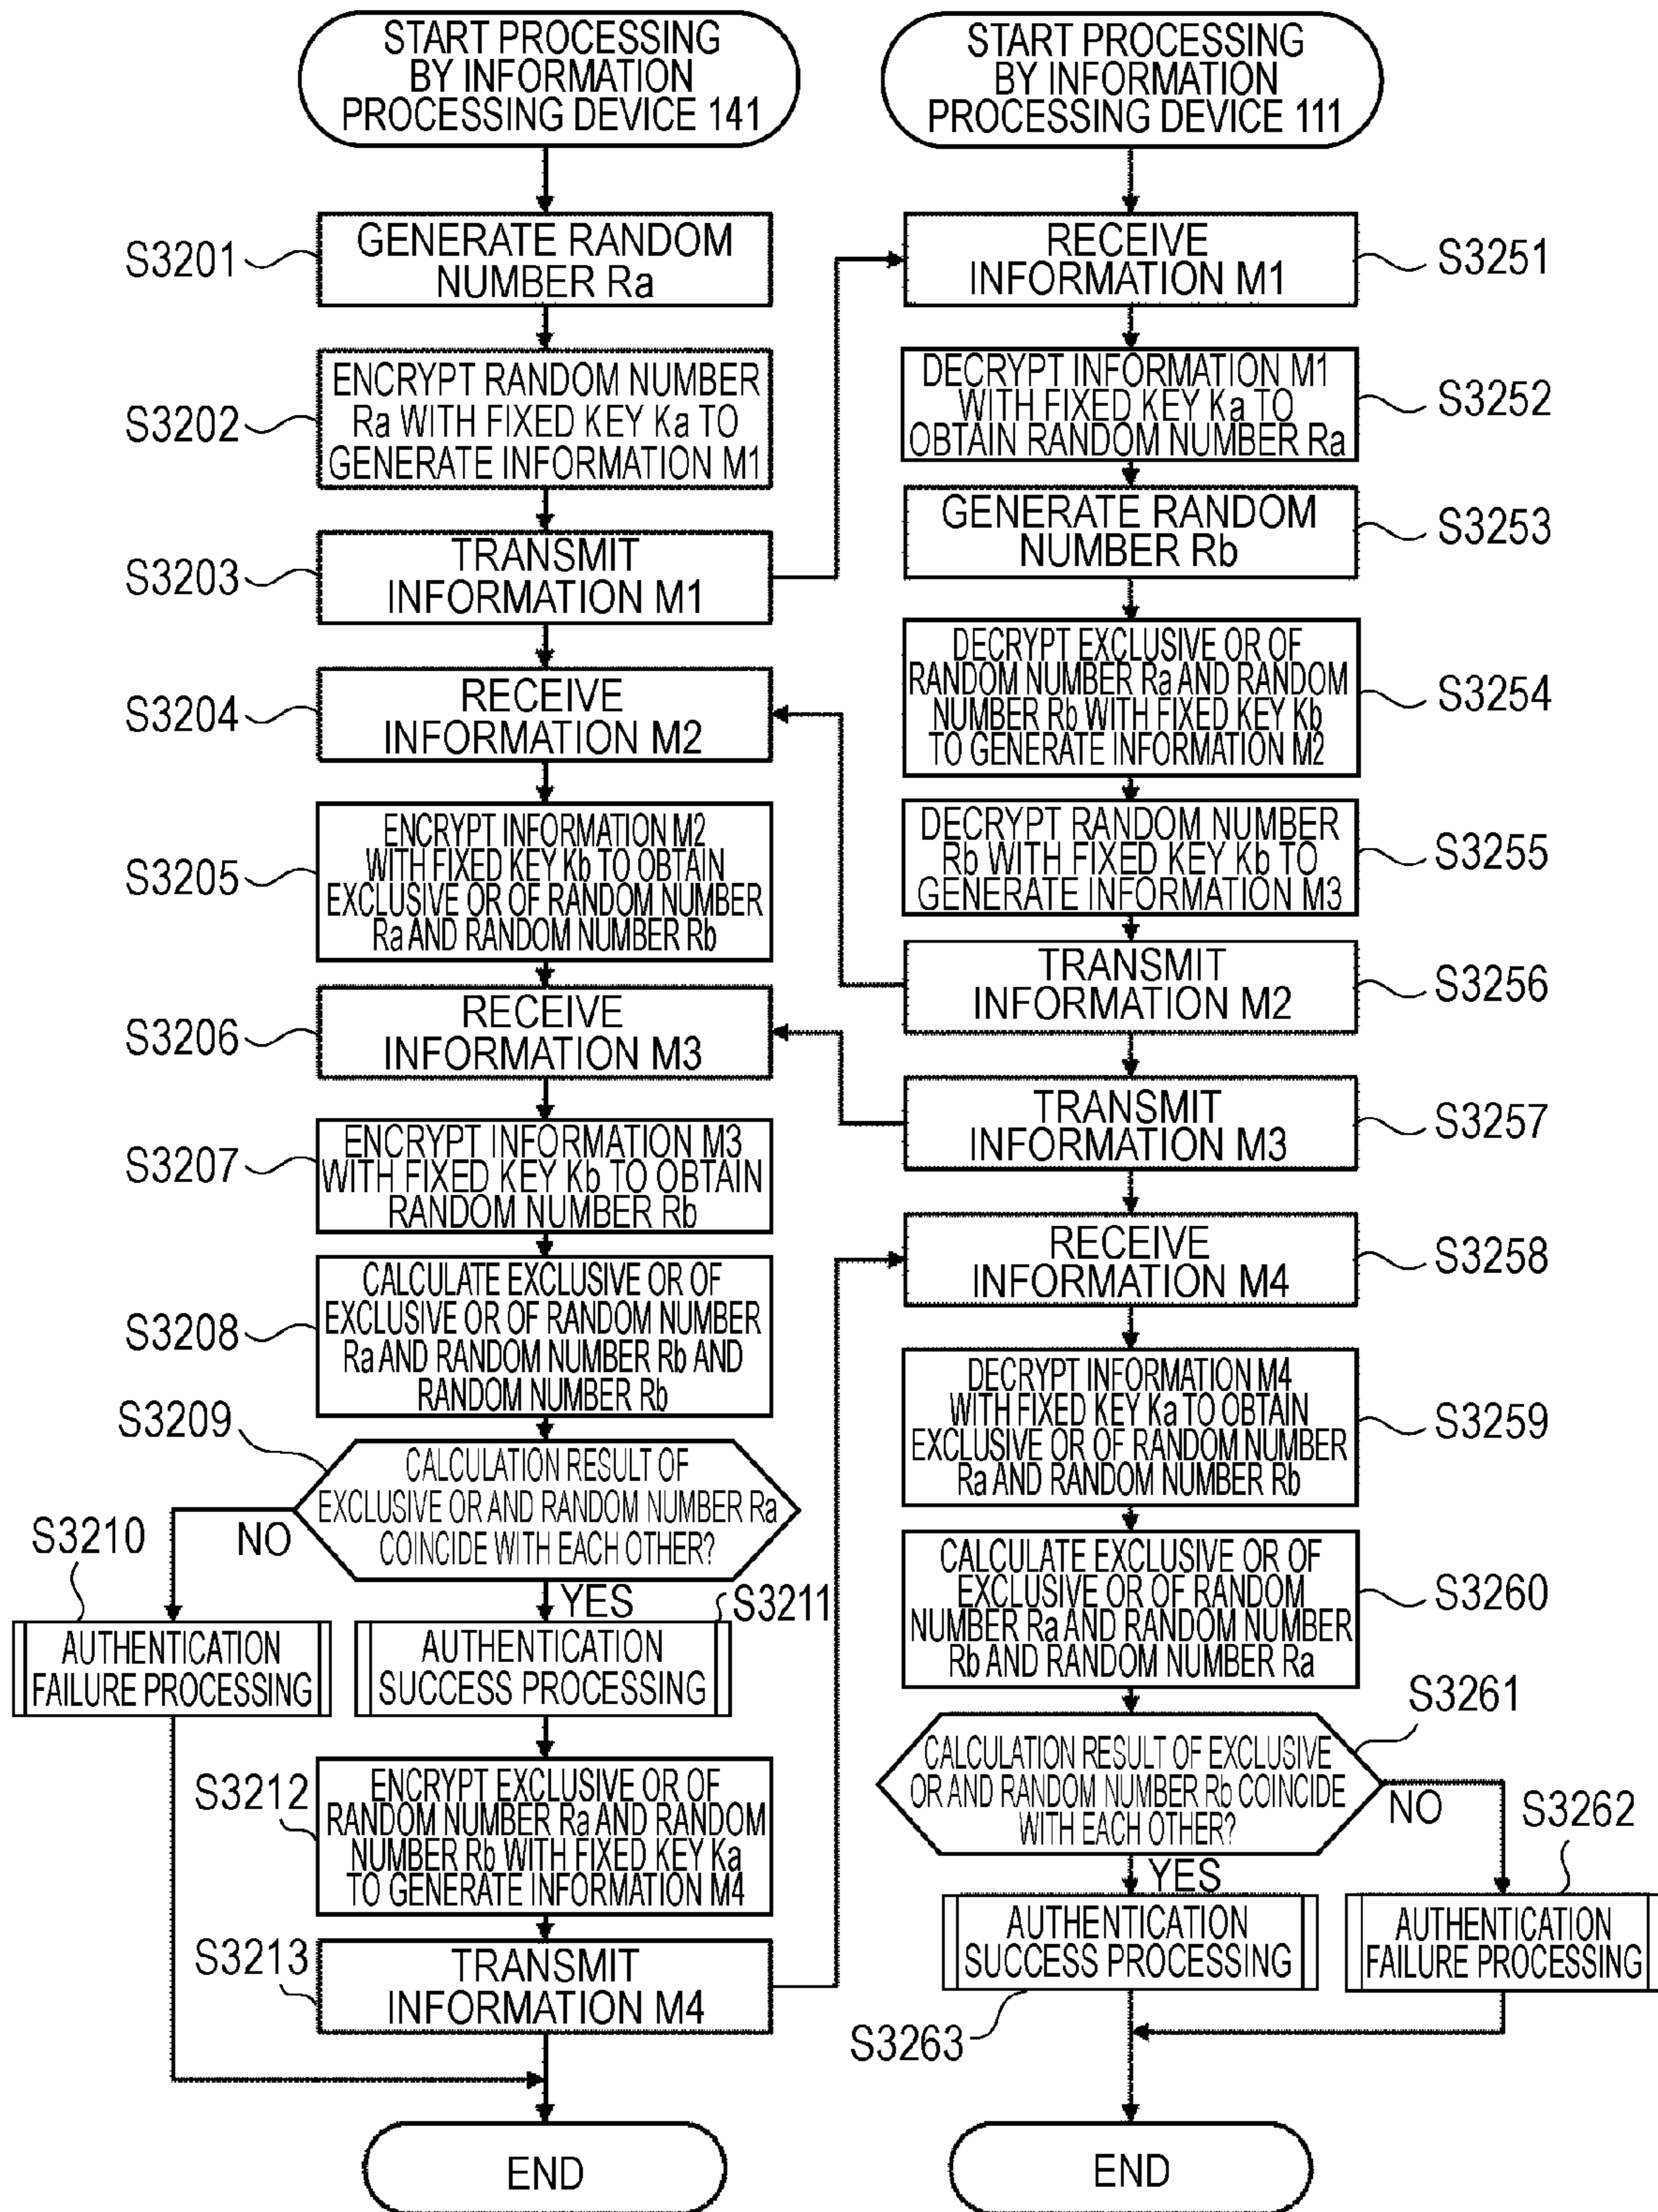 START PROCESSING
BY INFORMATION
PROCESSING DEVICE 141
S3201
GENERATE RANDOM
NUMBER Ra
S3202
ENCRYPT RANDOM NUMBER
Ra WITH FIXED KEY Ka TO
GENERATE INFORMATION M1
S3203
TRANSMIT
INFORMATION M1
S3204
RECEIVE
INFORMATION M2
S3205
ENCRYPT INFORMATION M2
WITH FIXED KEY Kb TO OBTAIN
EXCLUSIVE OR OF RANDOM NUMBER
Ra AND RANDOM NUMBER Rb
S3206
RECEIVE
INFORMATION M3
S3207
ENCRYPT INFORMATION M3
WITH FIXED KEY Kb TO OBTAIN
RANDOM NUMBER Rb
S3208
CALCULATE EXCLUSIVE OR OF
EXCLUSIVE OR OF RANDOM NUMBER
Ra AND RANDOM NUMBER Rb AND
RANDOM NUMBER Rb
S3209
CALCULATION RESULT OF
EXCLUSIVE OR AND RANDOM NUMBER Ra
COINCIDE WITH EACH OTHER?
NO
YES
S3210
AUTHENTICATION
FAILURE PROCESSING
S3211
AUTHENTICATION
SUCCESS PROCESSING
S3212
ENCRYPT EXCLUSIVE OR OF
RANDOM NUMBER Ra AND RANDOM
NUMBER Rb WITH FIXED KEY Ka
TO GENERATE INFORMATION M4
S3213
TRANSMIT
INFORMATION M4
END
START PROCESSING
BY INFORMATION
PROCESSING DEVICE 111
RECEIVE
INFORMATION M1
S3251
DECRYPT INFORMATION M1
WITH FIXED KEY Ka TO
OBTAIN RANDOM NUMBER Ra
S3252
GENERATE RANDOM
NUMBER Rb
S3253
DECRYPT EXCLUSIVE OR OF
RANDOM NUMBER Ra AND RANDOM
NUMBER Rb WITH FIXED KEY Kb
TO GENERATE INFORMATION M2
S3254
DECRYPT RANDOM NUMBER
Rb WITH FIXED KEY Kb TO
GENERATE INFORMATION M3
S3255
TRANSMIT
INFORMATION M2
S3256
TRANSMIT
INFORMATION M3
S3257
RECEIVE
INFORMATION M4
S3258
DECRYPT INFORMATION M4
WITH FIXED KEY Ka TO OBTAIN
EXCLUSIVE OR OF RANDOM NUMBER
Ra AND RANDOM NUMBER Rb
S3259
CALCULATE EXCLUSIVE OR OF
EXCLUSIVE OR OF RANDOM
NUMBER Ra AND RANDOM NUMBER
Rb AND RANDOM NUMBER Ra
S3260
S3261
CALCULATION RESULT OF EXCLUSIVE
OR AND RANDOM NUMBER Rb COINCIDE
WITH EACH OTHER?
NO
YES
S3262
AUTHENTICATION
SUCCESS PROCESSING
AUTHENTICATION
FAILURE PROCESSING
S3263
END